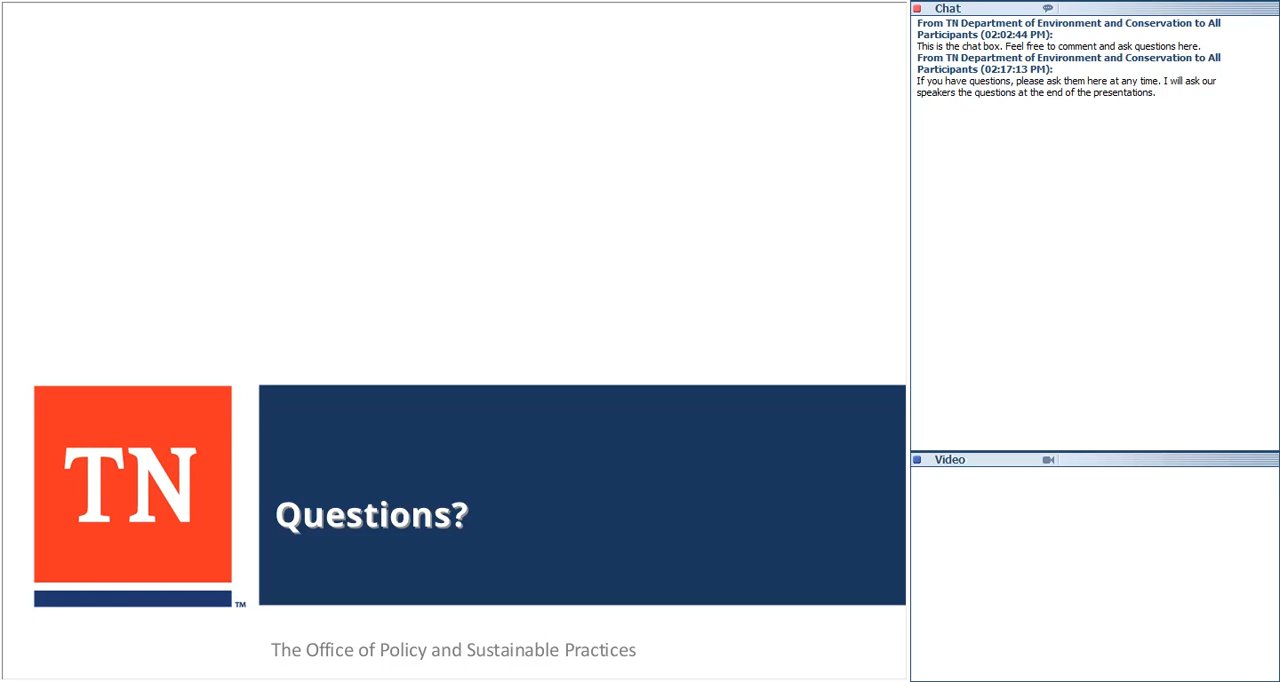 TN
TM
Questions?
The Office of Policy and Sustainable Practices
Chat
From TN Department of Environment and Conservation to All
Participants (02:02:44 PM):
This is the chat box. Feel free to comment and ask questions here.
From TN Department of Environment and Conservation to All
Participants (02:17:13 PM):
If you have questions, please ask them here at any time. I will ask our
speakers the questions at the end of the presentations.
Video